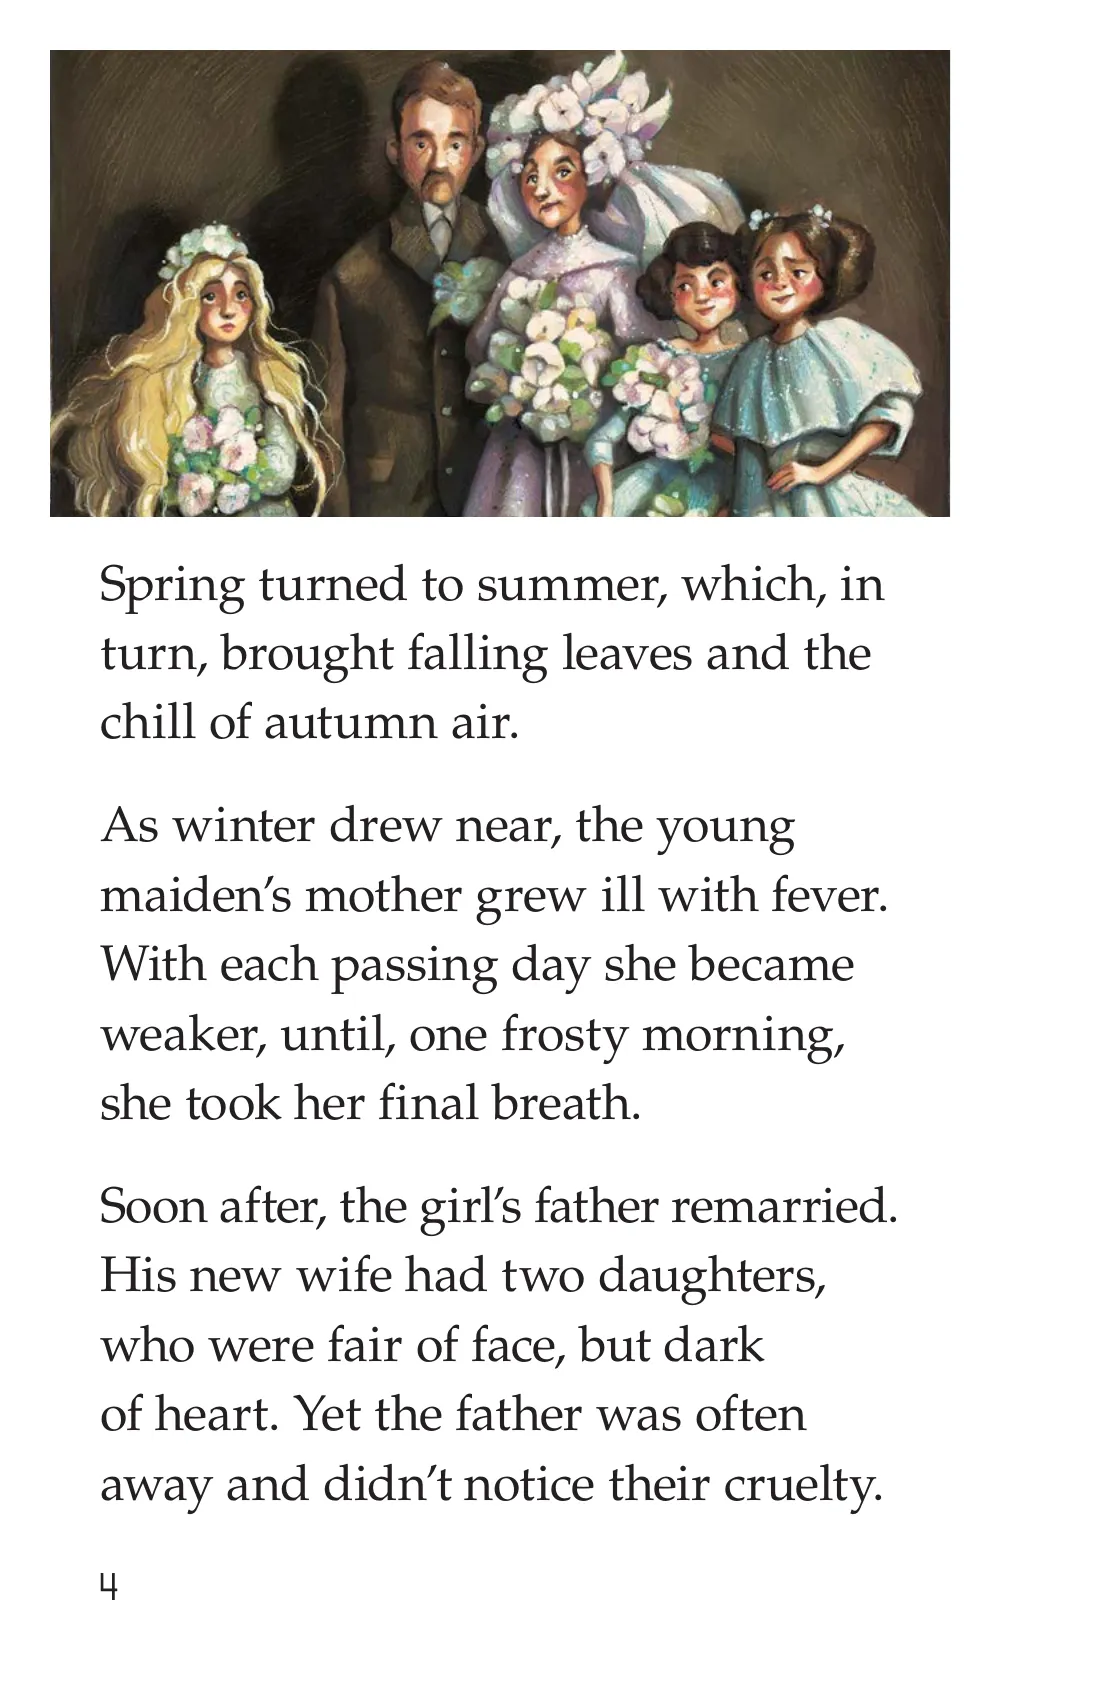 Spring turned to summer, which, in
turn, brought falling leaves and the
chill of autumn air.
As winter drew near, the young
maiden’s mother grew ill with fever.
With each passing day she became
weaker, until, one frosty morning,
she took her final breath.
Soon after, the girl’s father remarried.
His new wife had two daughters,
who were fair of face, but dark
of heart. Yet the father was often
away and didn’t notice their cruelty.
4